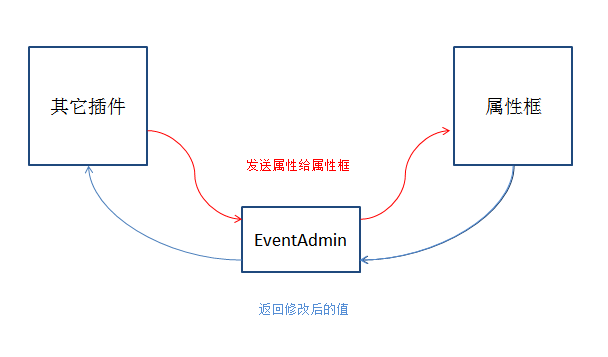 其它插件
属性框
发送属性给属性框
EventAdmin
返回修改后的值